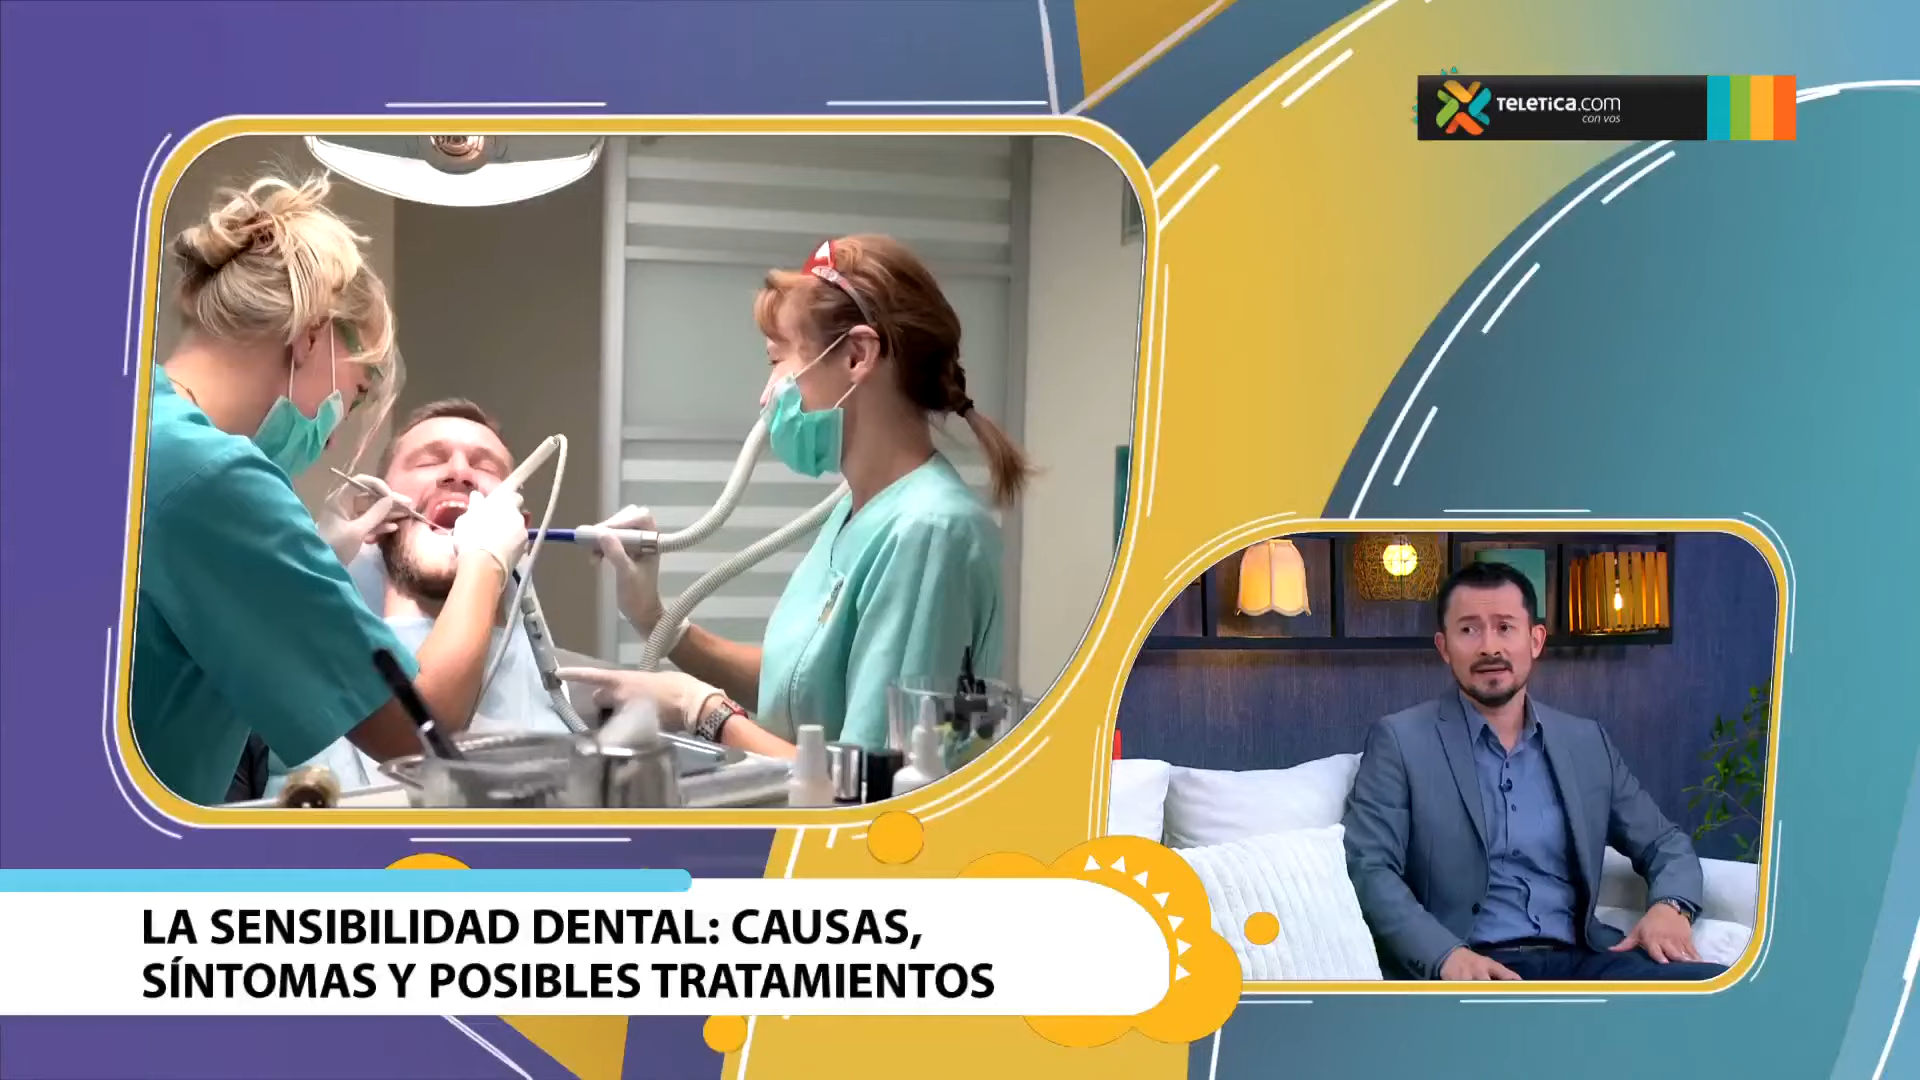 TELETICA.com
con vos
LA SENSIBILIDAD DENTAL: CAUSAS,
SÍNTOMAS Y POSIBLES TRATAMIENTOS